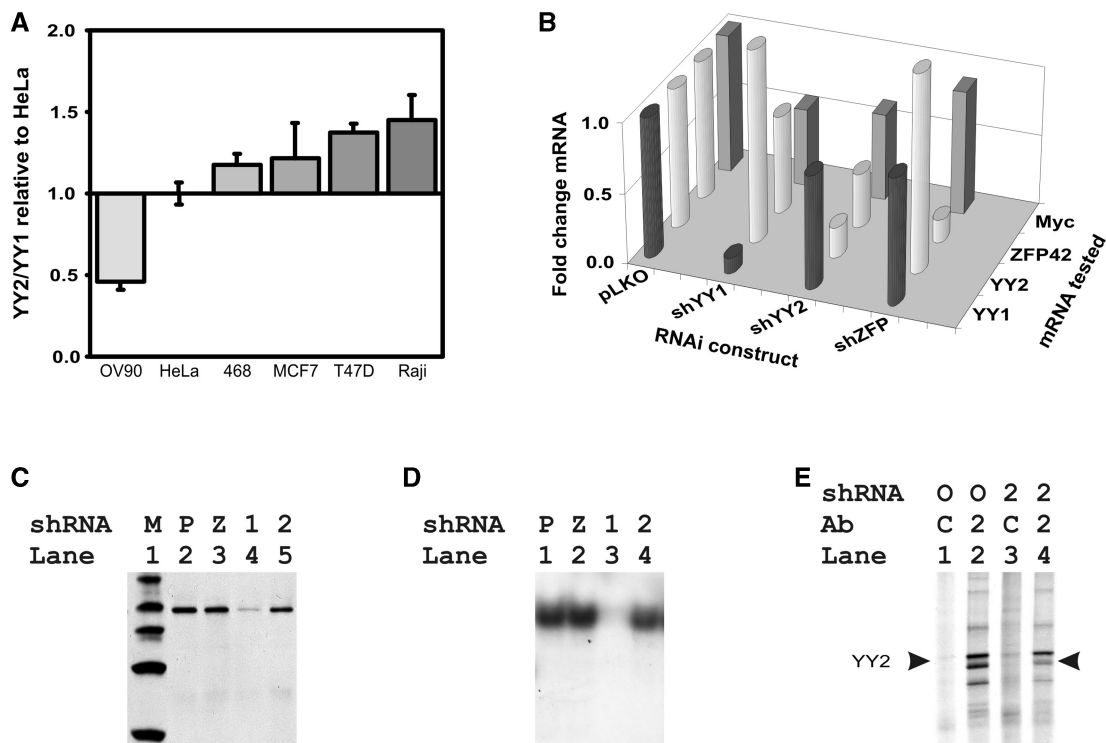 A
YY2/YY1 relative to HeLa
2.0
1.5
1.0
0.5
0.0
OV90 HeLa 468 MCF7 T47D Raji
B
Fold change mRNA
1.0
0.5
0.0
pLKO
shYY1
shYY2
shZFP
RNAi construct
Myc
ZFP42
YY2
YY1
mRNA tested
C
shRNA M P Z 1 2
Lane 1 2 3 4 5
D
shRNA P Z 1 2
Lane 1 2 3 4
E
shRNA O O 2 2
Ab C 2 C 2
Lane 1 2 3 4
YY2